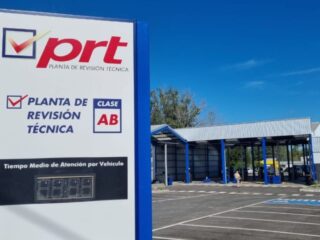 prt
PLANTA DE REVISIÓN TÉCNICA
PLANTA DE
REVISIÓN
TÉCNICA
CLASE
AB
Tiempo Medio de Atención por Vehículo